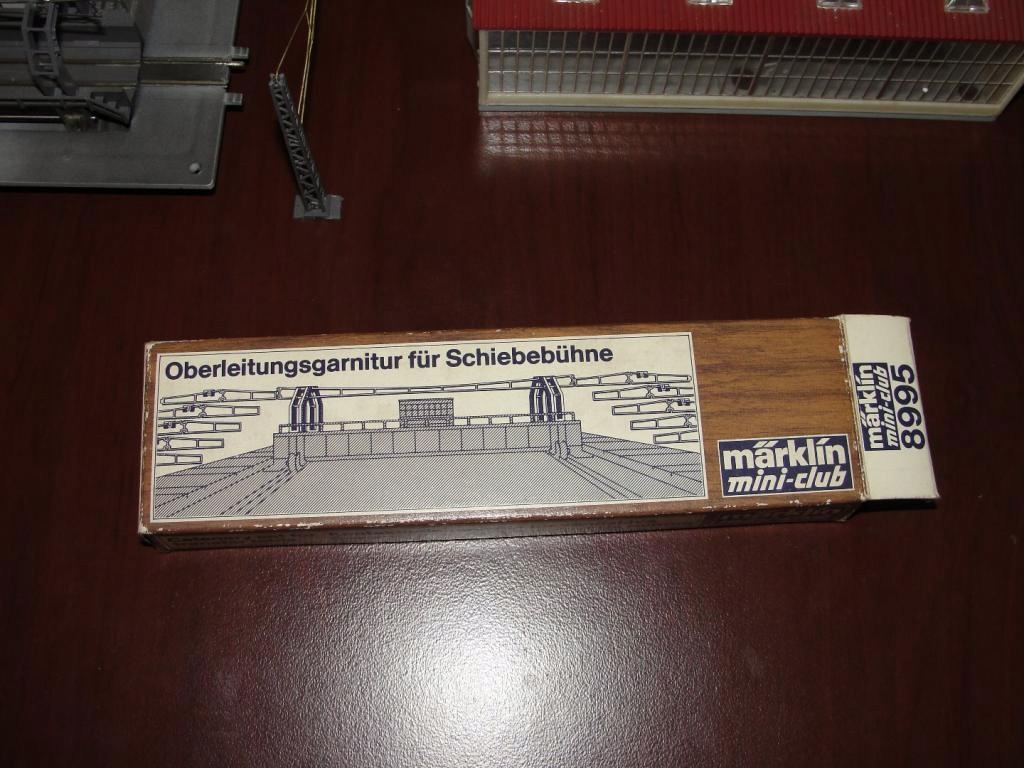 Oberleitungsgarnitur für Schiebebühne
märklin
mini-club
märklin
mini-club
8995